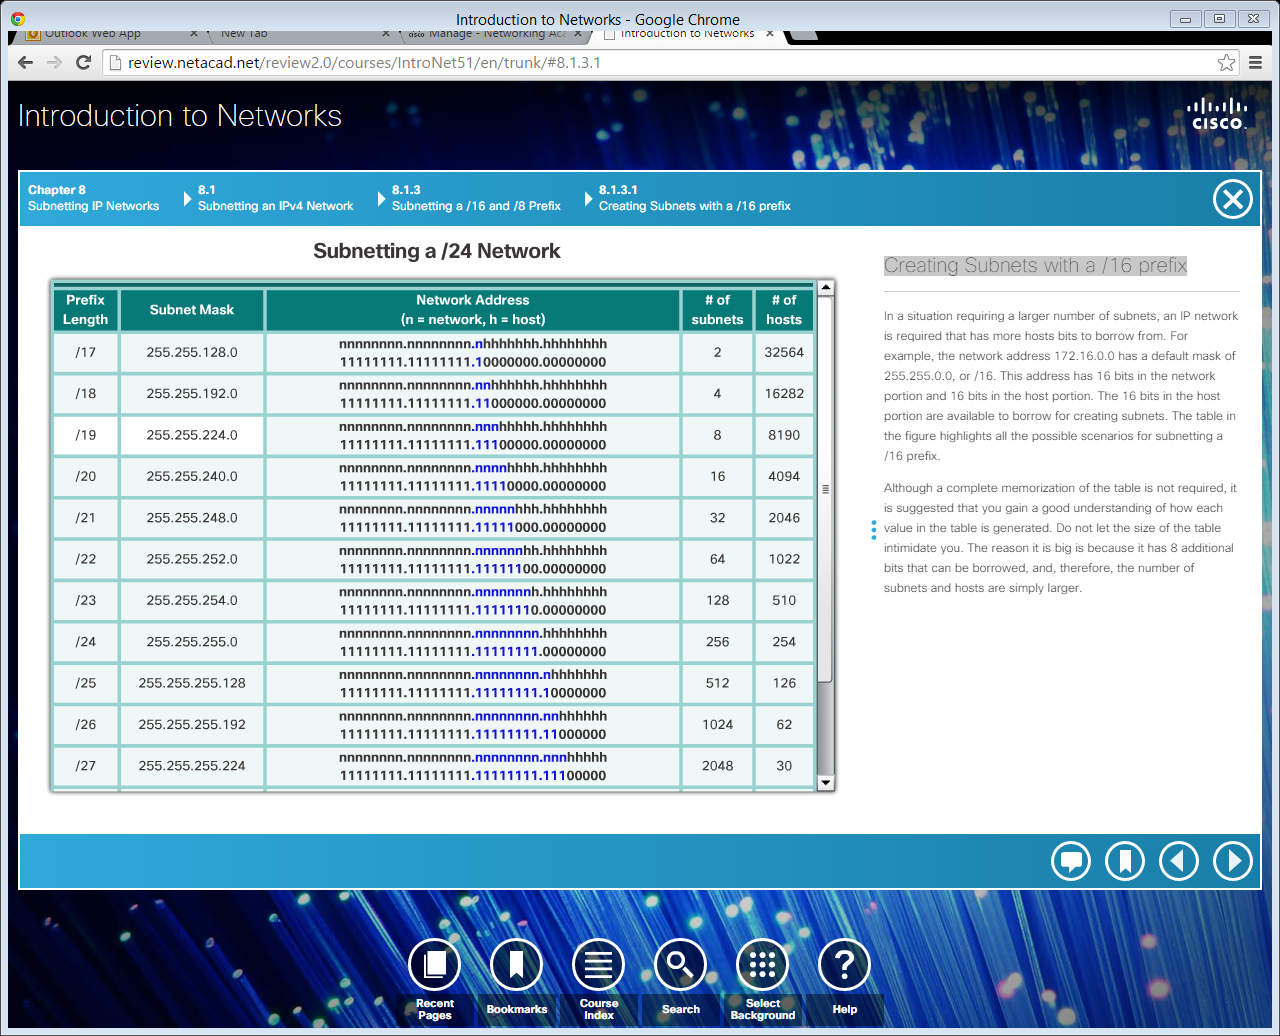 Introduction to Networks - Google Chrome
Outlook Web App
New Tab
Manage - Networking Aca
Introduction to Networks
review.netacad.net/review2.0/courses/IntroNet51/en/trunk/#8.1.3.1
Introduction to Networks
CISCO.
Chapter 8
Subnetting IP Networks
8.1
Subnetting an IPv4 Network
8.1.3
Subnetting a /16 and /8 Prefix
8.1.3.1
Creating Subnets with a /16 prefix
Subnetting a /24 Network
Prefix Length
Subnet Mask
Network Address
(n = network, h = host)
# of subnets
# of hosts
/17 255.255.128.0 nnnnnnnn.nnnnnnnn.nhhhhhhh.hhhhhhhh 2 32564
11111111.11111111.10000000.00000000
/18 255.255.192.0 nnnnnnnn.nnnnnnnn.nnhhhhhh.hhhhhhhh 4 16282
11111111.11111111.11000000.00000000
/19 255.255.224.0 nnnnnnnn.nnnnnnnn.nnnhhhhh.hhhhhhhh 8 8190
11111111.11111111.11100000.00000000
/20 255.255.240.0 nnnnnnnn.nnnnnnnn.nnnnhhhh.hhhhhhhh 16 4094
11111111.11111111.11110000.00000000
/21 255.255.248.0 nnnnnnnn.nnnnnnnn.nnnnnhhh.hhhhhhhh 32 2046
11111111.11111111.11111000.00000000
/22 255.255.252.0 nnnnnnnn.nnnnnnnn.nnnnnnhh.hhhhhhhh 64 1022
11111111.11111111.11111100.00000000
/23 255.255.254.0 nnnnnnnn.nnnnnnnn.nnnnnnnh.hhhhhhhh 128 510
11111111.11111111.11111110.00000000
/24 255.255.255.0 nnnnnnnn.nnnnnnnn.nnnnnnnn.hhhhhhhh 256 254
11111111.11111111.11111111.00000000
/25 255.255.255.128 nnnnnnnn.nnnnnnnn.nnnnnnnn.nhhhhhhh 512 126
11111111.11111111.11111111.10000000
/26 255.255.255.192 nnnnnnnn.nnnnnnnn.nnnnnnnn.nnhhhhhh 1024 62
11111111.11111111.11111111.11000000
/27 255.255.255.224 nnnnnnnn.nnnnnnnn.nnnnnnnn.nnnhhhhh 2048 30
11111111.11111111.11111111.11100000
Creating Subnets with a /16 prefix
In a situation requiring a larger number of subnets, an IP network
is required that has more hosts bits to borrow from. For
example, the network address 172.16.0.0 has a default mask of
255.255.0.0, or /16. This address has 16 bits in the network
portion and 16 bits in the host portion. The 16 bits in the host
portion are available to borrow for creating subnets. The table in
the figure highlights all the possible scenarios for subnetting a
/16 prefix.
Although a complete memorization of the table is not required, it
is suggested that you gain a good understanding of how each
value in the table is generated. Do not let the size of the table
intimidate you. The reason it is big is because it has 8 additional
bits that can be borrowed, and, therefore, the number of
subnets and hosts are simply larger.
Recent Pages
Bookmarks
Course Index
Search
Select Background
Help